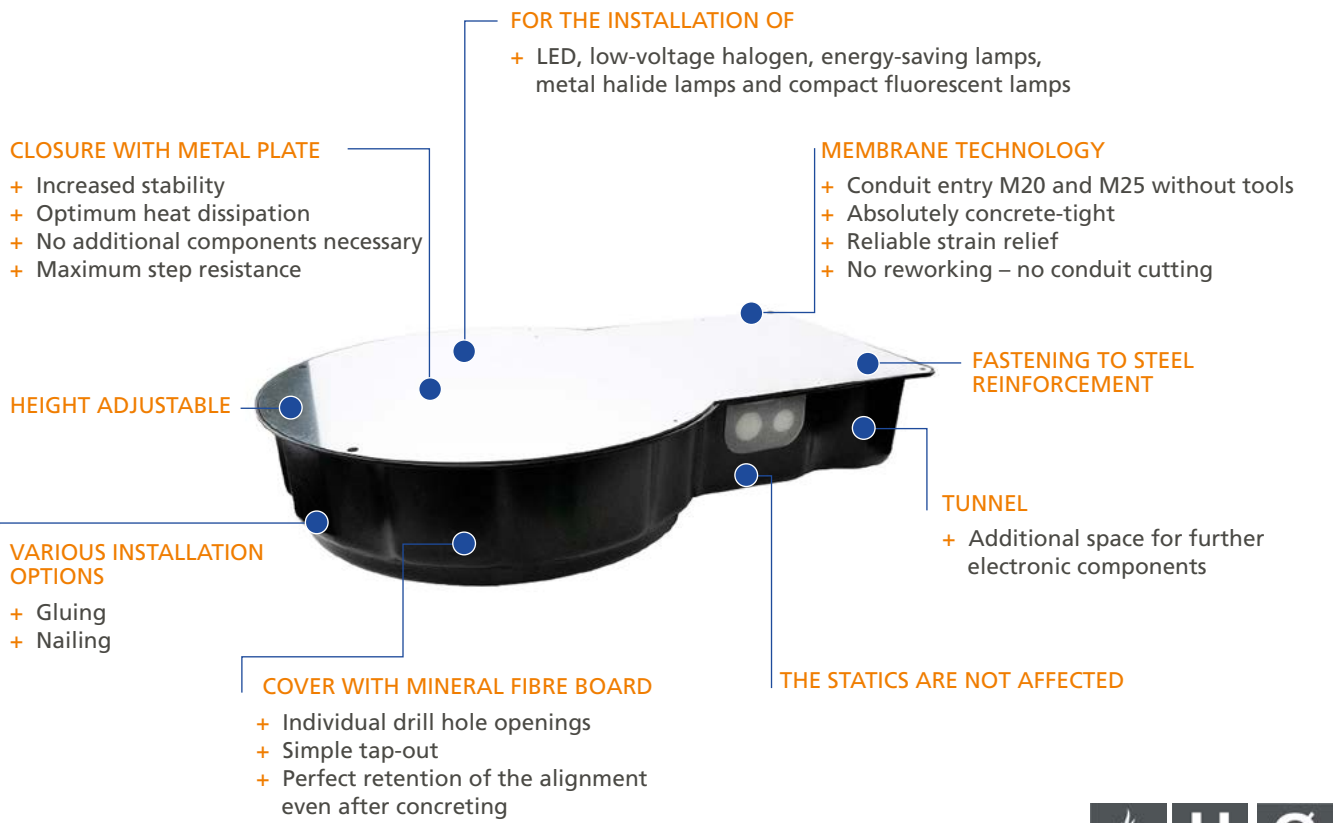 FOR THE INSTALLATION OF
+ LED, low-voltage halogen, energy-saving lamps,
metal halide lamps and compact fluorescent lamps
CLOSURE WITH METAL PLATE
+ Increased stability
+ Optimum heat dissipation
+ No additional components necessary
+ Maximum step resistance
MEMBRANE TECHNOLOGY
+ Conduit entry M20 and M25 without tools
+ Absolutely concrete-tight
+ Reliable strain relief
+ No reworking – no conduit cutting
HEIGHT ADJUSTABLE
FASTENING TO STEEL
REINFORCEMENT
VARIOUS INSTALLATION
OPTIONS
+ Gluing
+ Nailing
TUNNEL
+ Additional space for further
electronic components
COVER WITH MINERAL FIBRE BOARD
+ Individual drill hole openings
+ Simple tap-out
+ Perfect retention of the alignment
even after concreting
THE STATICS ARE NOT AFFECTED